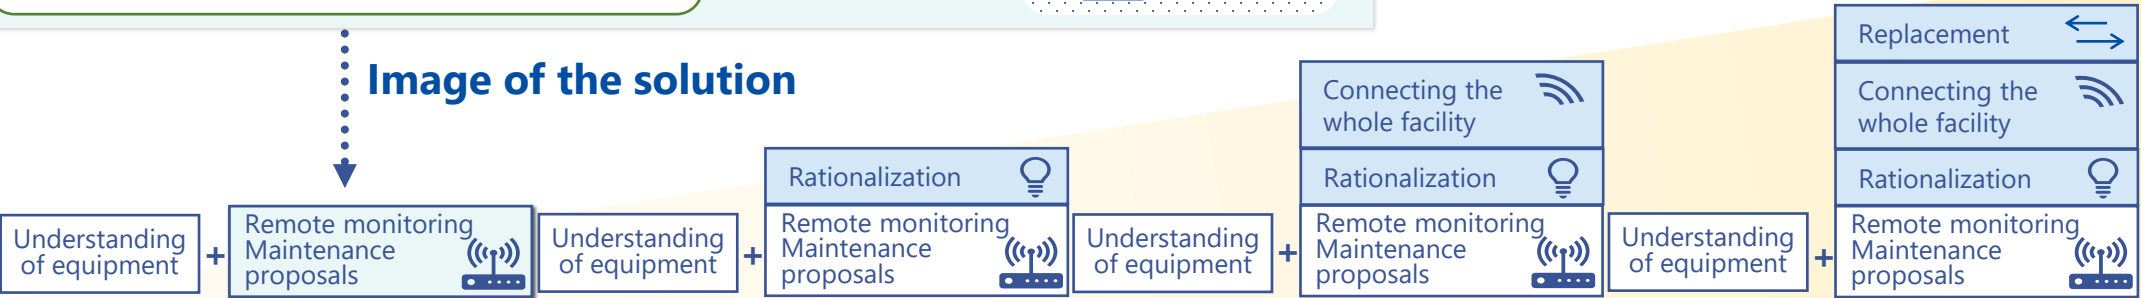 Image of the solution
Understanding
of equipment
+
Remote monitoring
Maintenance
proposals
Understanding
of equipment
+
Rationalization
Remote monitoring
Maintenance
proposals
Understanding
of equipment
+
Connecting the
whole facility
Rationalization
Remote monitoring
Maintenance
proposals
Understanding
of equipment
+
Replacement
Connecting the
whole facility
Rationalization
Remote monitoring
Maintenance
proposals